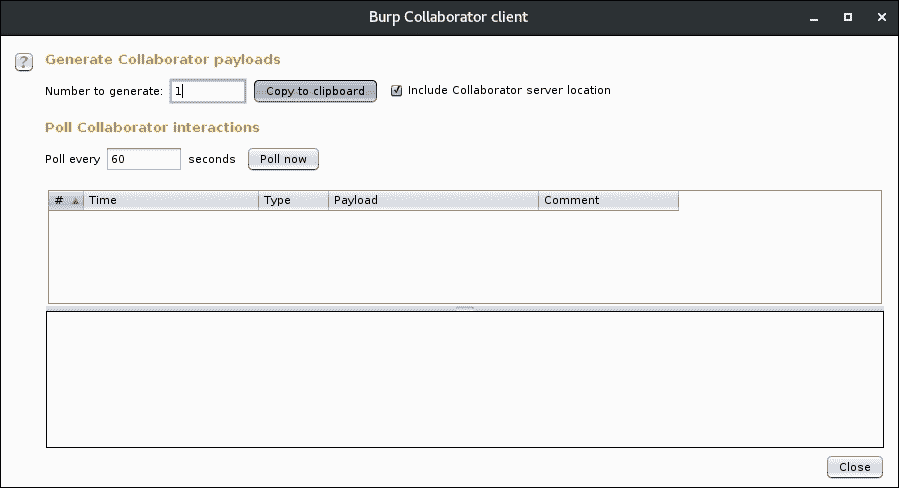 Burp Collaborator client
?
Generate Collaborator payloads
Number to generate: 1 Copy to clipboard Include Collaborator server location
Poll Collaborator interactions
Poll every 60 seconds Poll now
# Time Type Payload Comment
Close